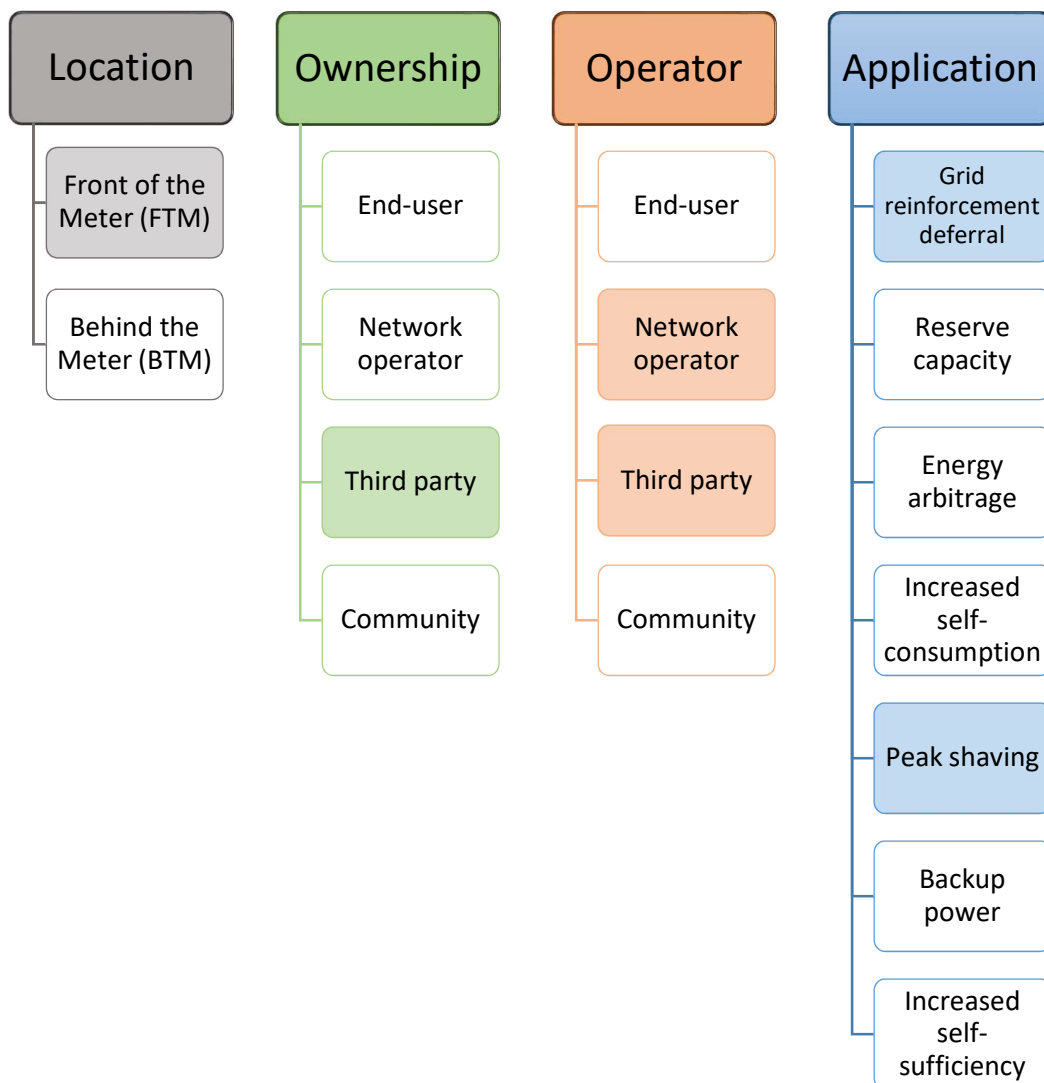 Location
Front of the
Meter (FTM)
Behind the
Meter (BTM)
Ownership
End-user
Network
operator
Third party
Community
Operator
End-user
Network
operator
Third party
Community
Application
Grid
reinforcement
deferral
Reserve
capacity
Energy
arbitrage
Increased
self-
consumption
Peak shaving
Backup
power
Increased
self-
sufficiency